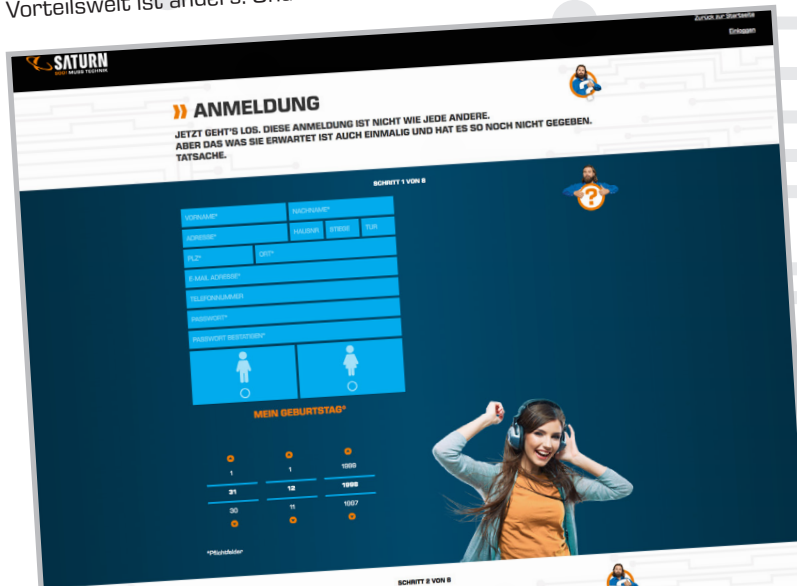 Vorteilswelt ist anders.
Zurück zur Startseite
Einloggen
SATURN
SOO! MUSS TECHNIK
ANMELDUNG
JETZT GEHT'S LOS. DIESE ANMELDUNG IST NICHT WIE JEDE ANDERE.
ABER DAS WAS SIE ERWARTET IST AUCH EINMALIG UND HAT ES SO NOCH NICHT GEGEBEN.
TATSACHE.
SCHRITT 1 VON 8
?
VORNAME* NACHNAME*
ADRESSE* HAUSNR STIEGE TÜR
PLZ* ORT*
E-MAIL ADRESSE*
TELEFONNUMMER
PASSWORT*
PASSWORT BESTÄTIGEN*
MEIN GEBURTSTAG*
1 1 1999
31 12 1998
30 11 1997
*Pflichtfelder
SCHRITT 2 VON 8